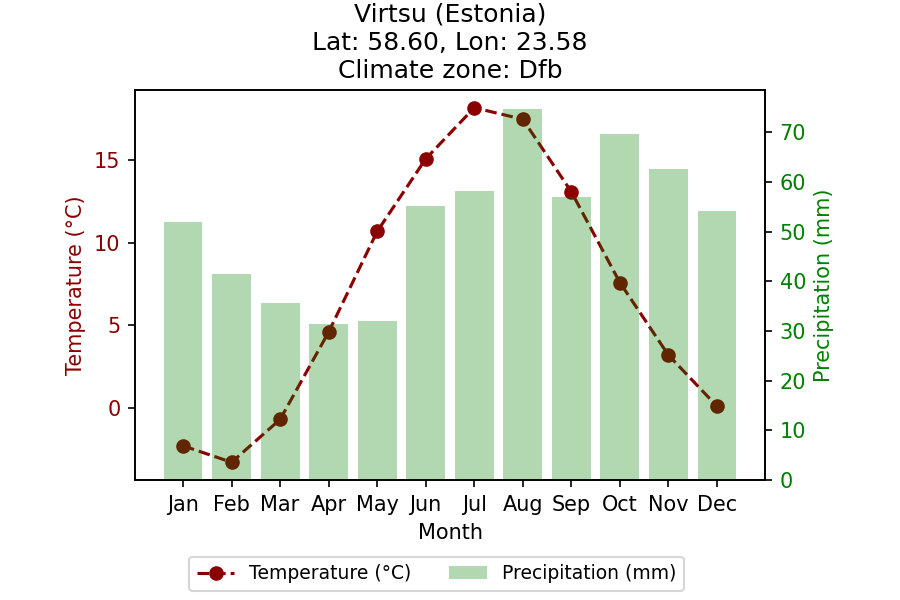 Virtsu (Estonia)
Lat: 58.60, Lon: 23.58
Climate zone: Dfb
Temperature (°C)
15
10
5
0
70
60
50
40
30
20
10
0
Precipitation (mm)
Jan Feb Mar Apr May Jun Jul Aug Sep Oct Nov Dec
Month
Temperature (°C) Precipitation (mm)